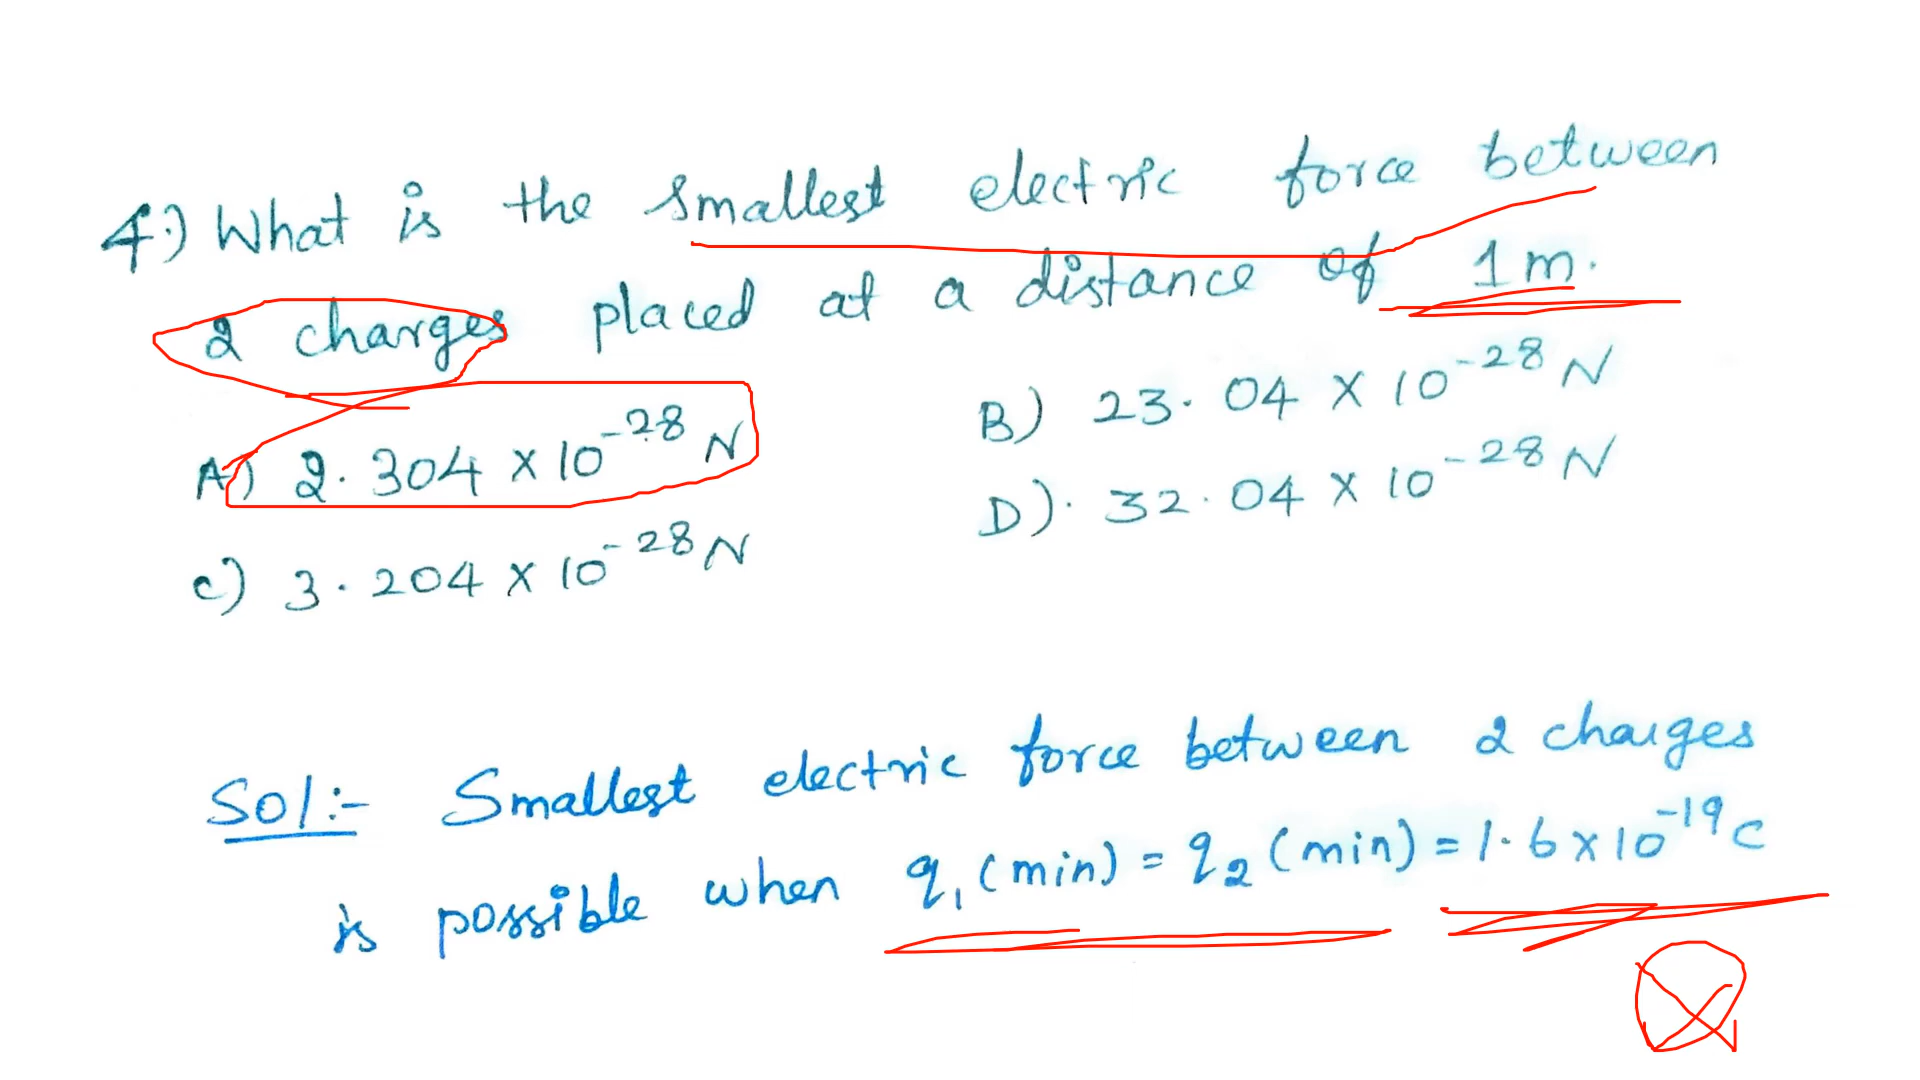 4.) What is the smallest electric force between
2 charges placed at a distance of 1m.
A) 2.304 x 10^-28 N
B) 23.04 x 10^-28 N
C) 3.204 x 10^-28 N
D). 32.04 x 10^-28 N
Sol:- Smallest electric force between 2 charges
is possible when q₁(min) = q₂(min) = 1.6 x 10^-19 C